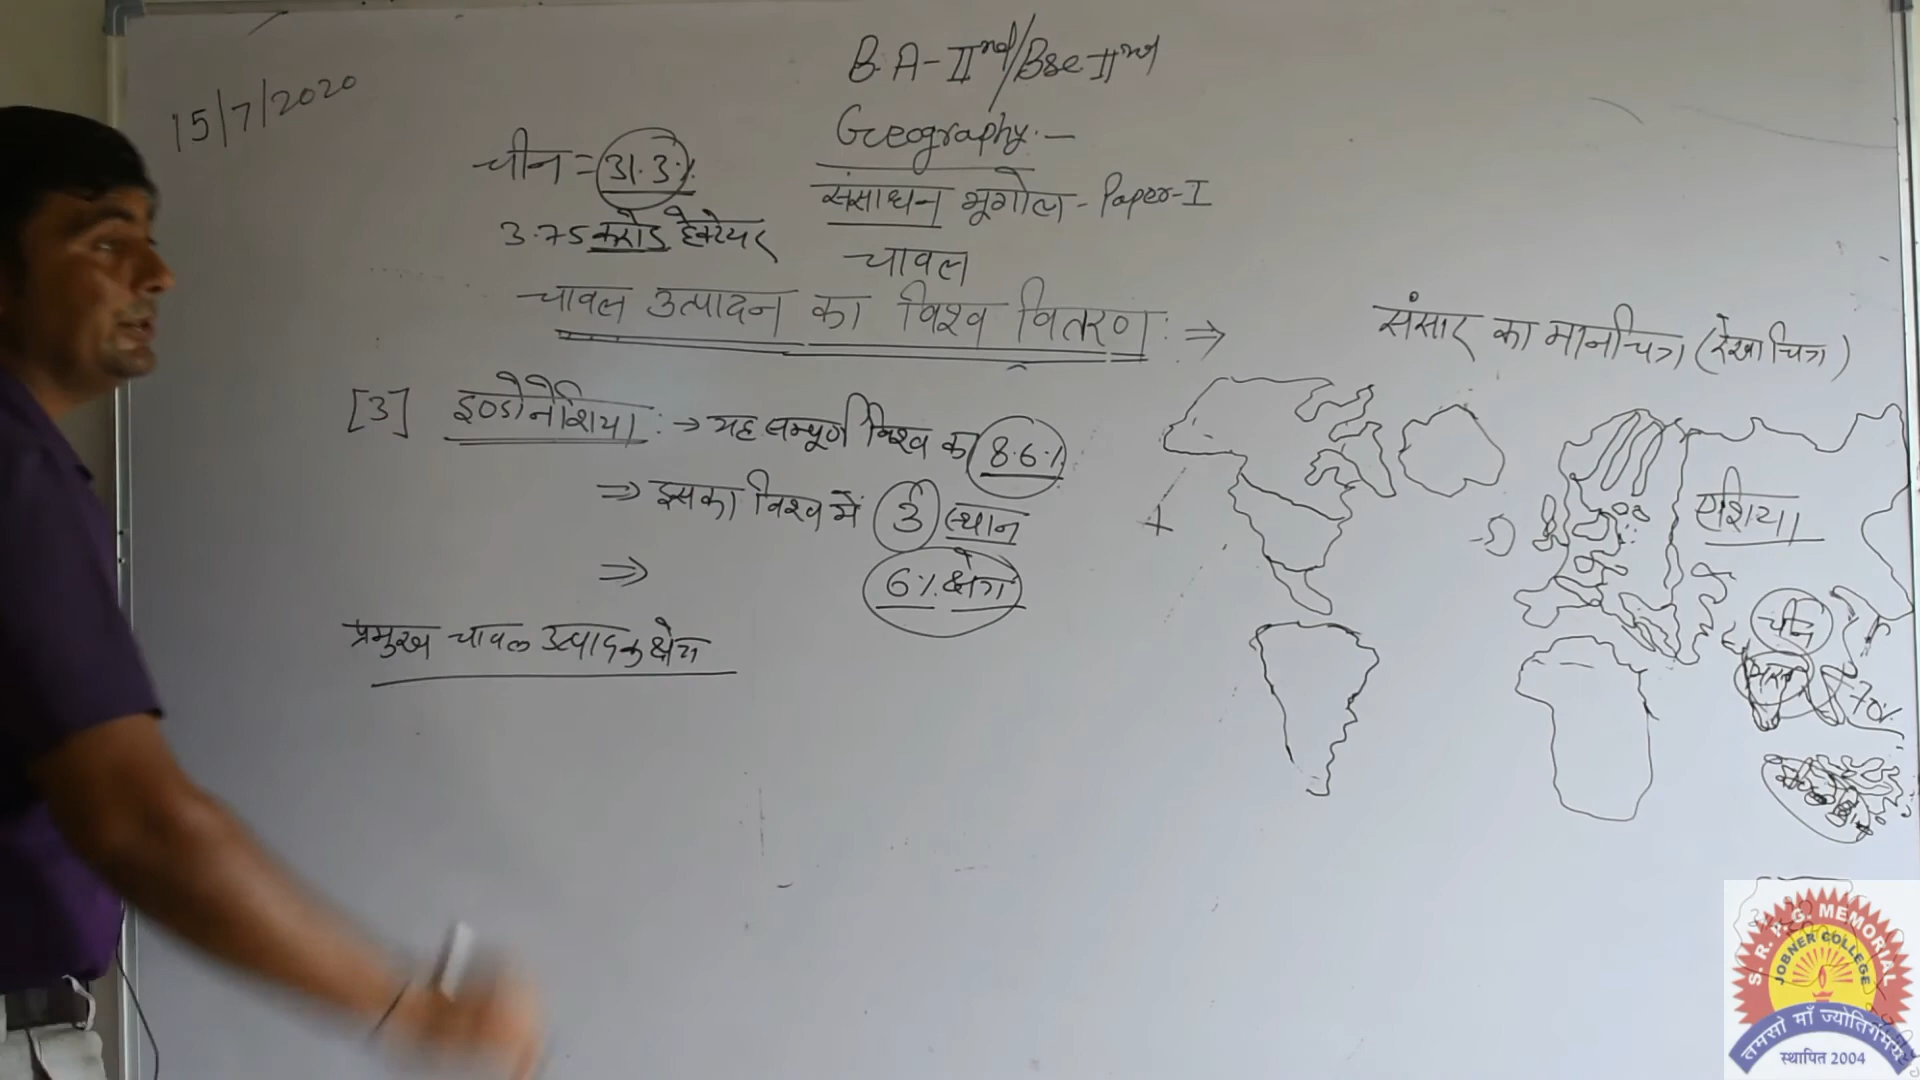 15/7/2020
B.A-IInd/Bsc IInd
Geography:-
संसाधन भूगोल - Paper-I
चावल
चीन = 31.3%
3.75 करोड हेक्टेयर
चावल उत्पादन का विश्व वितरण: ⇒
[3] इण्डोनेशिया: → यह सम्पूर्ण विश्व का 8.6%
⇒ इसका विश्व में 3 स्थान
⇒ 6% क्षेत्र
प्रमुख चावल उत्पादक क्षेत्र
संसार का मानचित्र (रेखाचित्र)
एशिया
चीन
भारत
S. R. P. G. MEMORIAL
JOBNER COLLEGE
तमसो माँ ज्योतिर्गमय
स्थापित 2004